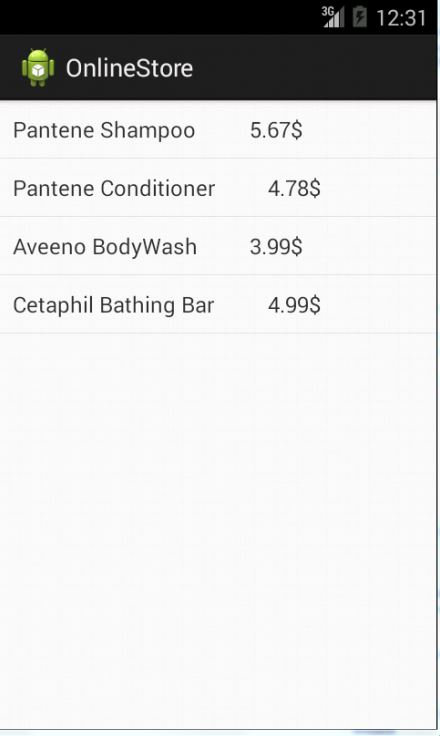 3G 12:31
OnlineStore
Pantene Shampoo 5.67$
Pantene Conditioner 4.78$
Aveeno BodyWash 3.99$
Cetaphil Bathing Bar 4.99$